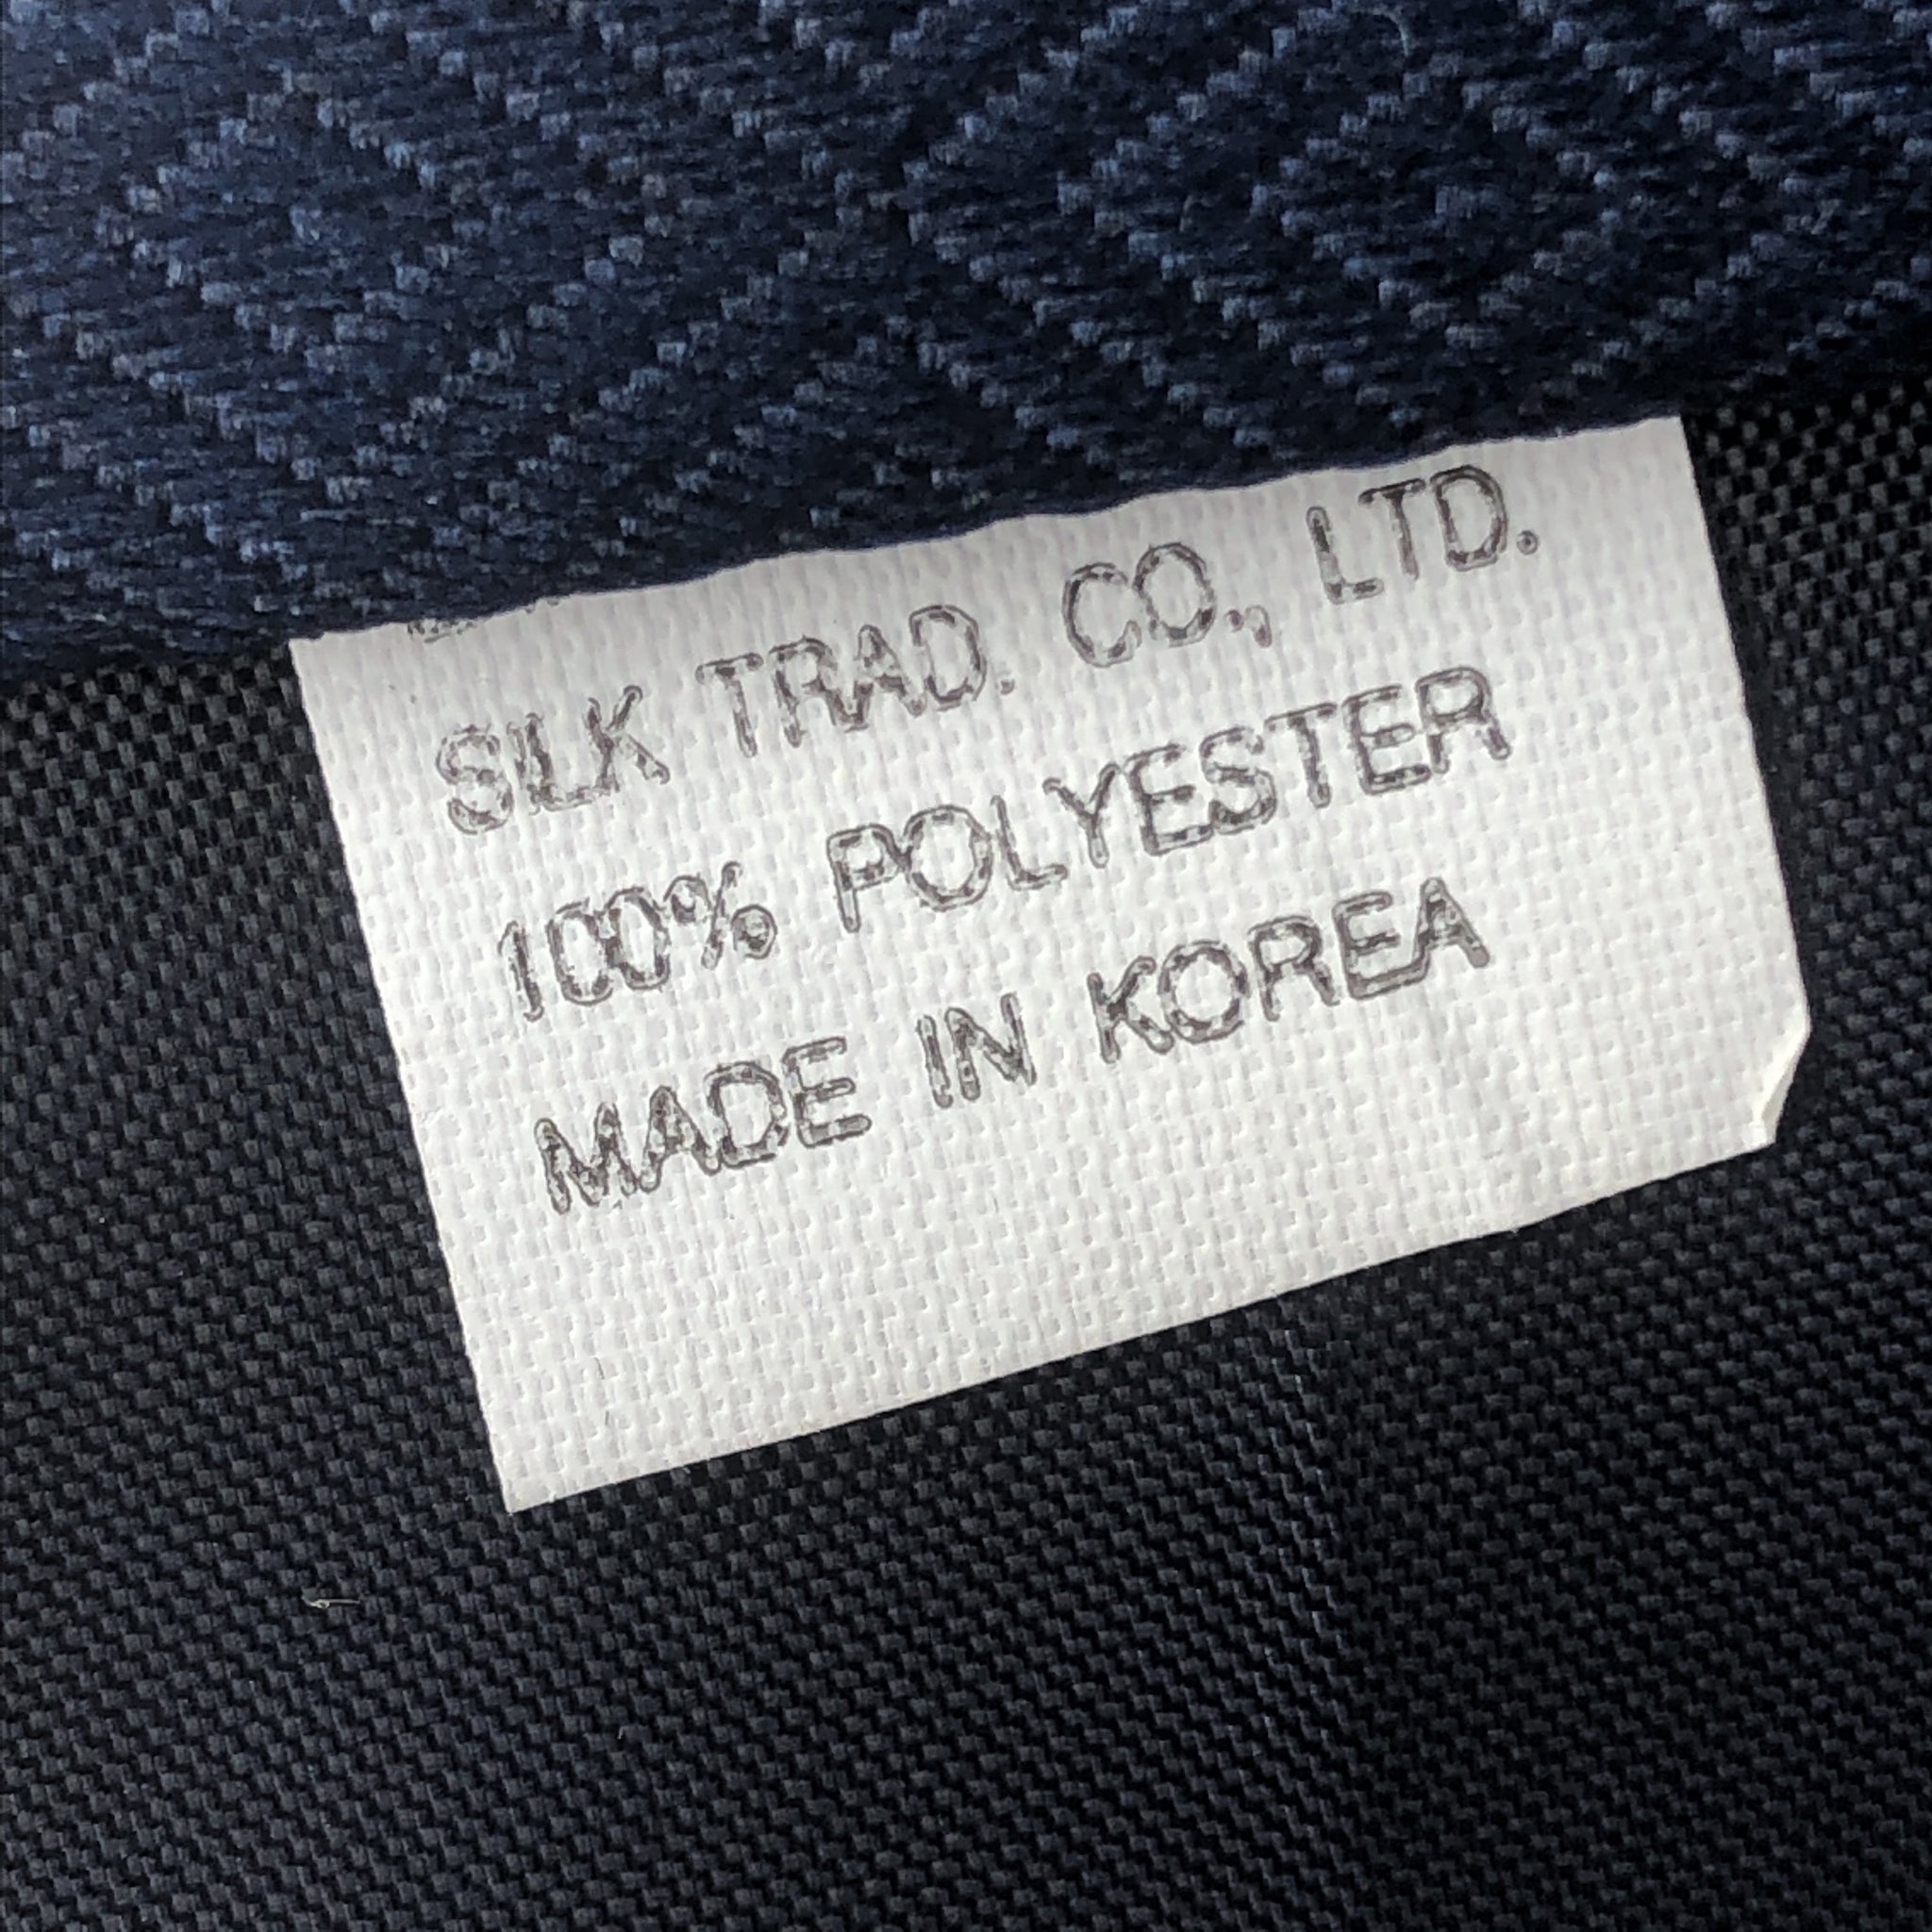 SILK TRAD. CO., LTD.
100% POLYESTER
MADE IN KOREA